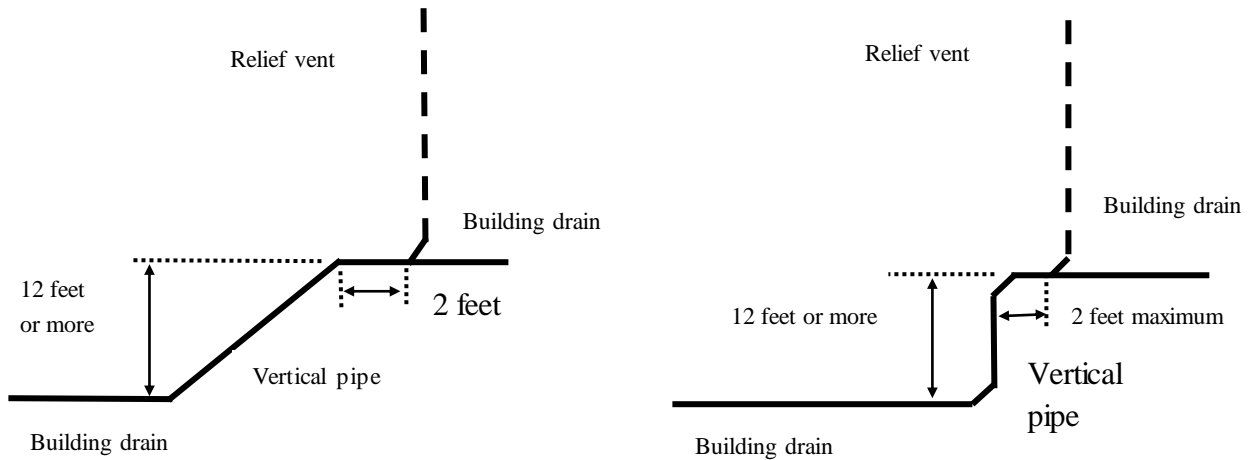 Relief vent
Building drain
12 feet
or more
2 feet
Vertical pipe
Building drain
Relief vent
Building drain
12 feet or more
2 feet maximum
Vertical
pipe
Building drain